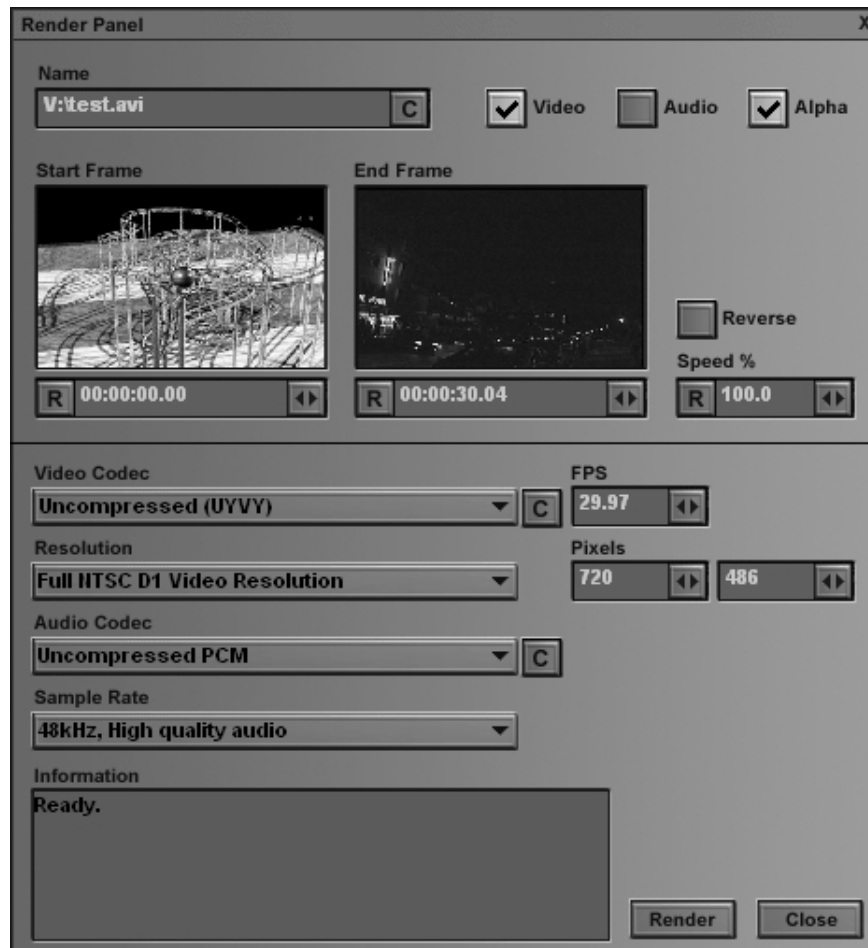 Render Panel X
Name
V:\test.avi C Video Audio Alpha
Start Frame End Frame
Reverse
Speed %
R 00:00:00.00 R 00:00:30.04 R 100.0
Video Codec FPS
Uncompressed (UYVY) C 29.97
Resolution Pixels
Full NTSC D1 Video Resolution 720 486
Audio Codec
Uncompressed PCM C
Sample Rate
48kHz, High quality audio
Information
Ready.
Render Close